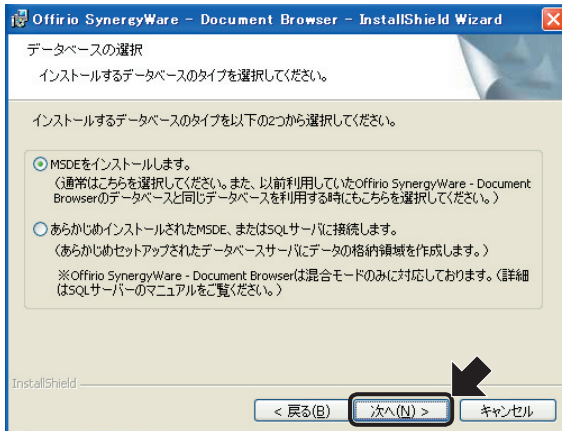 Offirio SynergyWare - Document Browser - InstallShield Wizard
データベースの選択
インストールするデータベースのタイプを選択してください。
インストールするデータベースのタイプを以下の2つから選択してください。
MSDEをインストールします。
（通常はこちらを選択してください。また、以前利用していたOffirio SynergyWare - Document
Browserのデータベースと同じデータベースを利用する時にもこちらを選択してください。）
あらかじめインストールされたMSDE、またはSQLサーバに接続します。
（あらかじめセットアップされたデータベースサーバにデータの格納領域を作成します。）
※Offirio SynergyWare - Document Browserは混合モードのみに対応しております。（詳細
はSQLサーバーのマニュアルをご覧ください。）
InstallShield
< 戻る(B)
次へ(N) >
キャンセル